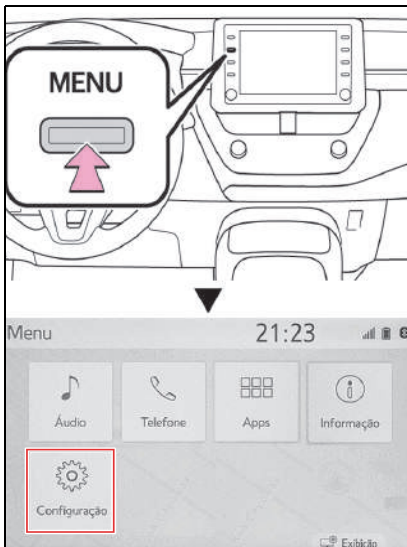 MENU
Menu 21:23
Áudio Telefone Apps Informação
Configuração
Exibição